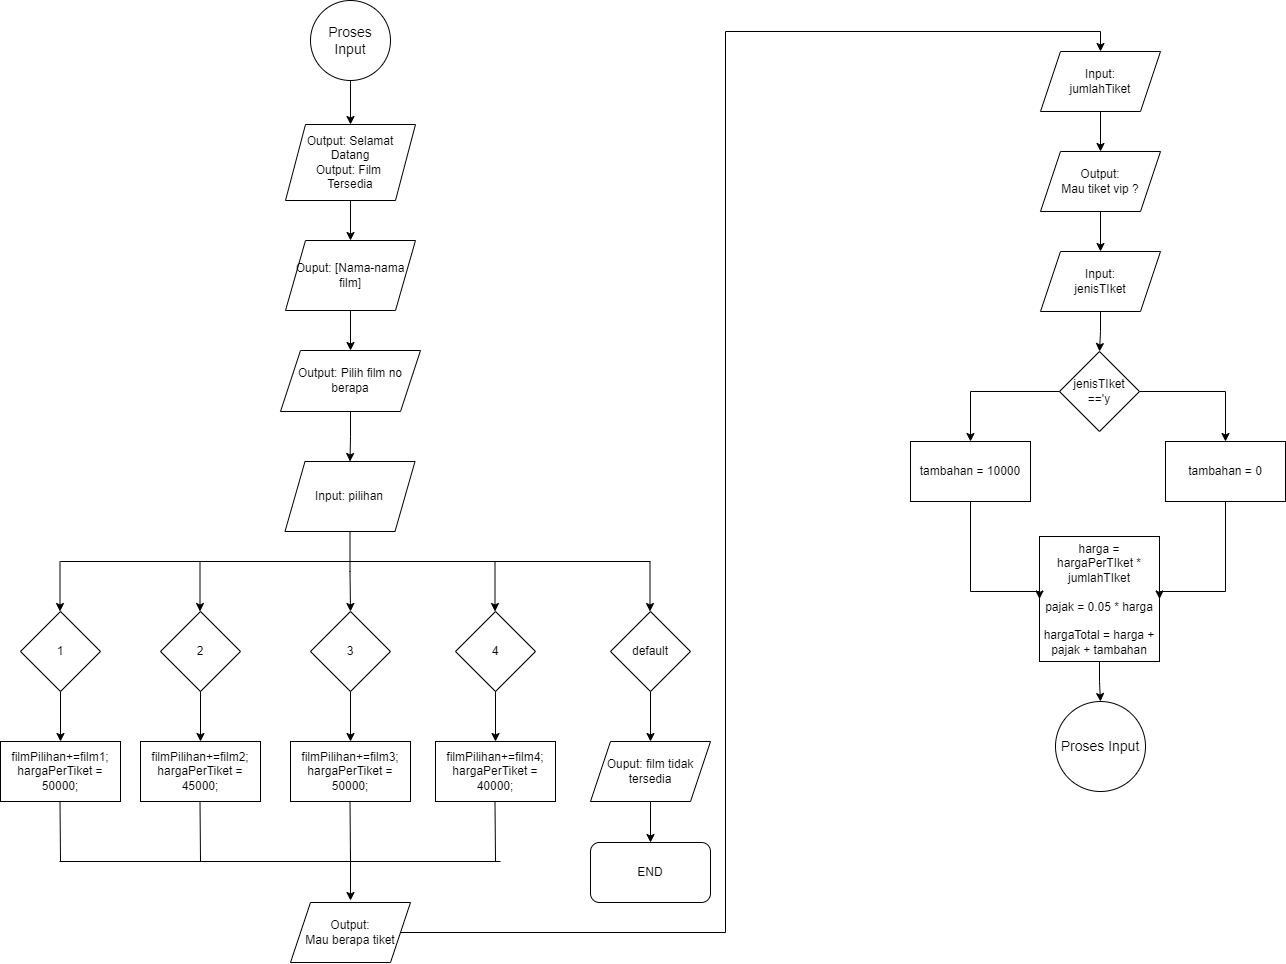 Proses
Input
Output: Selamat
Datang
Output: Film
Tersedia
Ouput: [Nama-nama
film]
Output: Pilih film no
berapa
Input: pilihan
1
2
3
4
default
filmPilihan+=film1;
hargaPerTiket =
50000;
filmPilihan+=film2;
hargaPerTiket =
45000;
filmPilihan+=film3;
hargaPerTiket =
50000;
filmPilihan+=film4;
hargaPerTiket =
40000;
Ouput: film tidak
tersedia
END
Output:
Mau berapa tiket
Input:
jumlahTiket
Output:
Mau tiket vip ?
Input:
jenisTIket
jenisTIket
=='y
tambahan = 10000
tambahan = 0
harga =
hargaPerTIket *
jumlahTIket
pajak = 0.05 * harga
hargaTotal = harga +
pajak + tambahan
Proses Input